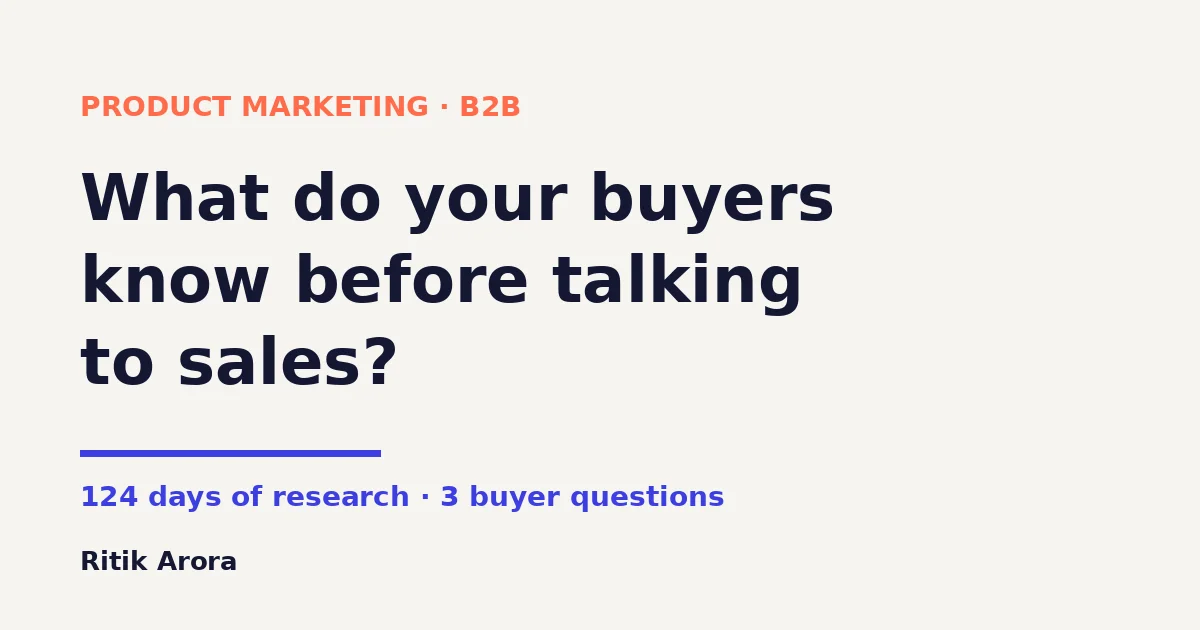 PRODUCT MARKETING · B2B
What do your buyers
know before talking
to sales?
124 days of research · 3 buyer questions
Ritik Arora